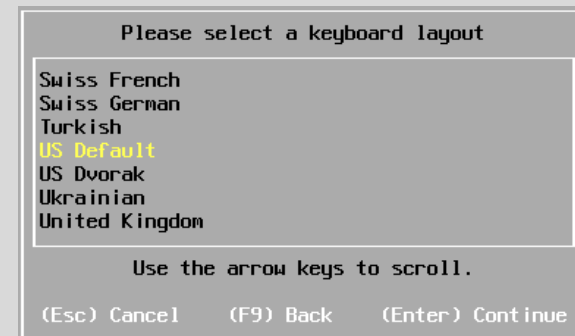 Please select a keyboard layout
Swiss French
Swiss German
Turkish
US Default
US Dvorak
Ukrainian
United Kingdom
Use the arrow keys to scroll.
(Esc) Cancel (F9) Back (Enter) Continue